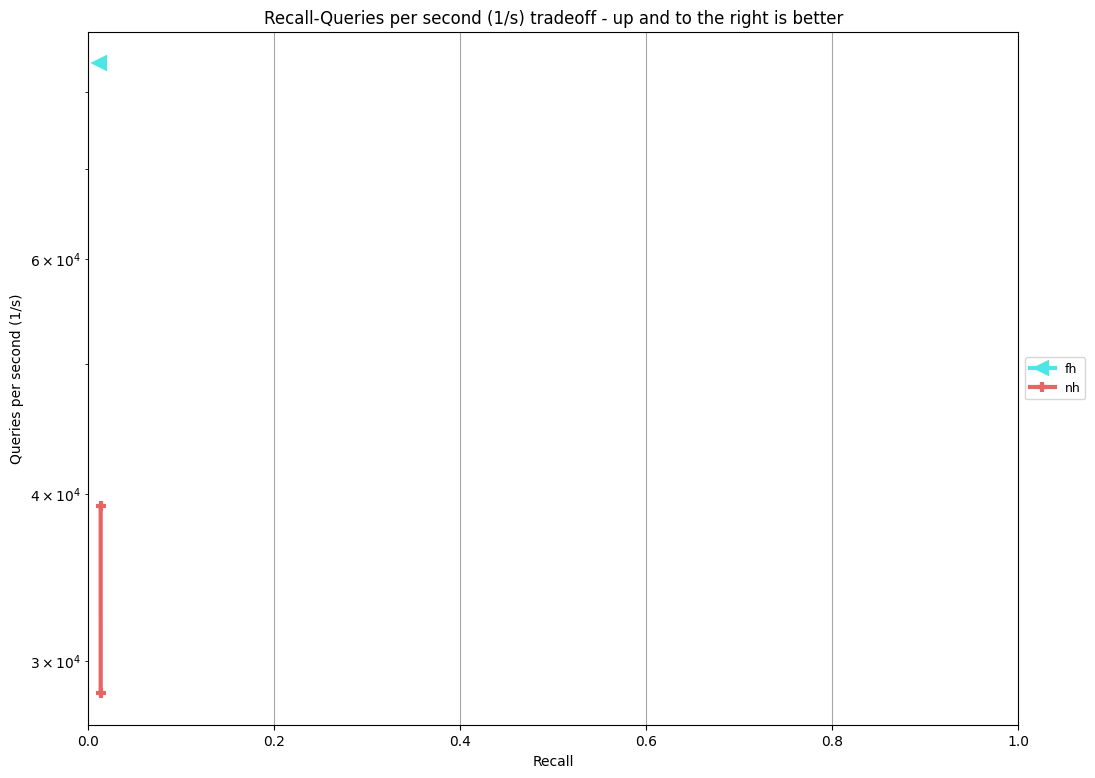 Recall-Queries per second (1/s) tradeoff - up and to the right is better
Queries per second (1/s)
6 × 10⁴
4 × 10⁴
3 × 10⁴
0.0 0.2 0.4 0.6 0.8 1.0
Recall
fh
nh